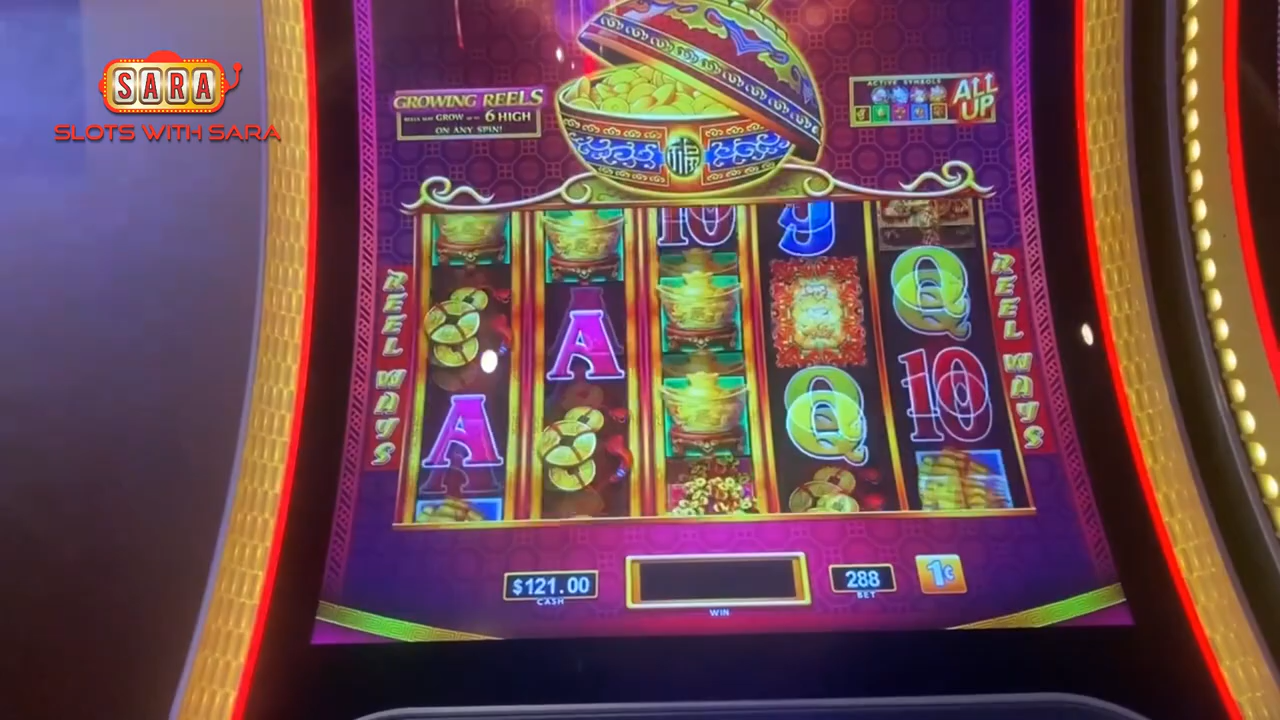 SARA
SLOTS WITH SARA
GROWING REELS
REELS MAY GROW UP TO 6 HIGH
ON ANY SPIN!
ACTIVE SYMBOLS
ALL
UP
10
J
Q
A
10
A
Q
REEL WAYS
REEL WAYS
$121.00
CASH
WIN
288
BET
1¢